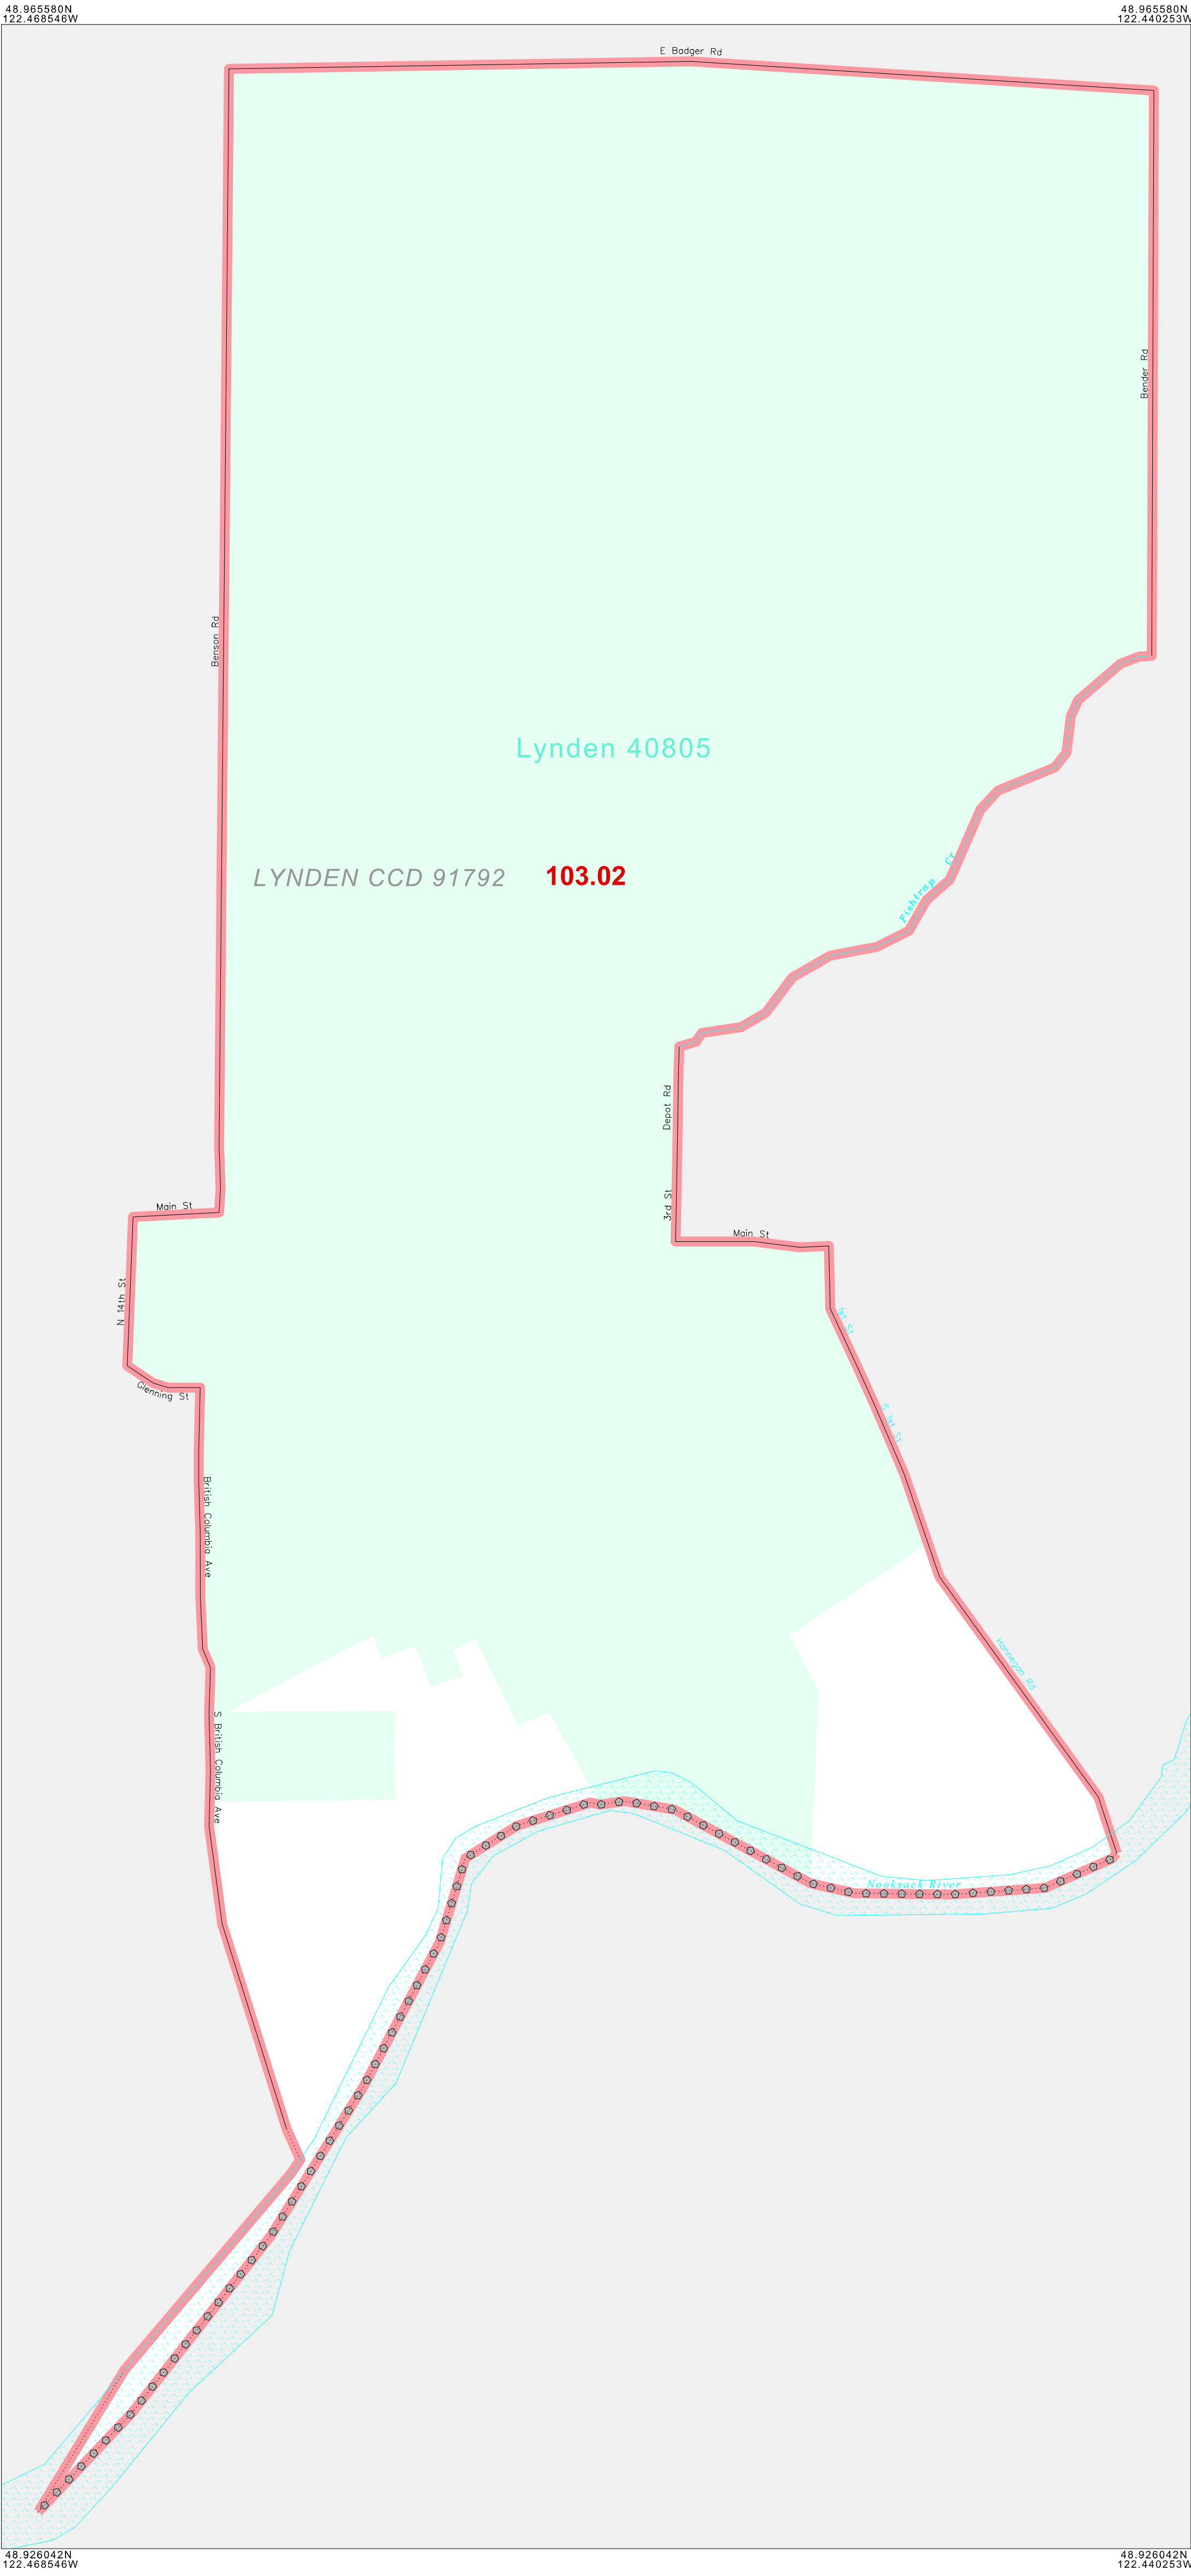 48.965580N
122.468546W
48.965580N
122.440253W
E Badger Rd
Bender Rd
Benson Rd
Lynden 40805
LYNDEN CCD 91792
103.02
Fishtrap Cr
Depot Rd
3rd St
Main St
Main St
N 14th St
1st St
Glenning St
S 1st St
British Columbia Ave
Hannegan Rd
S British Columbia Ave
Nooksack River
48.926042N
122.468546W
48.926042N
122.440253W